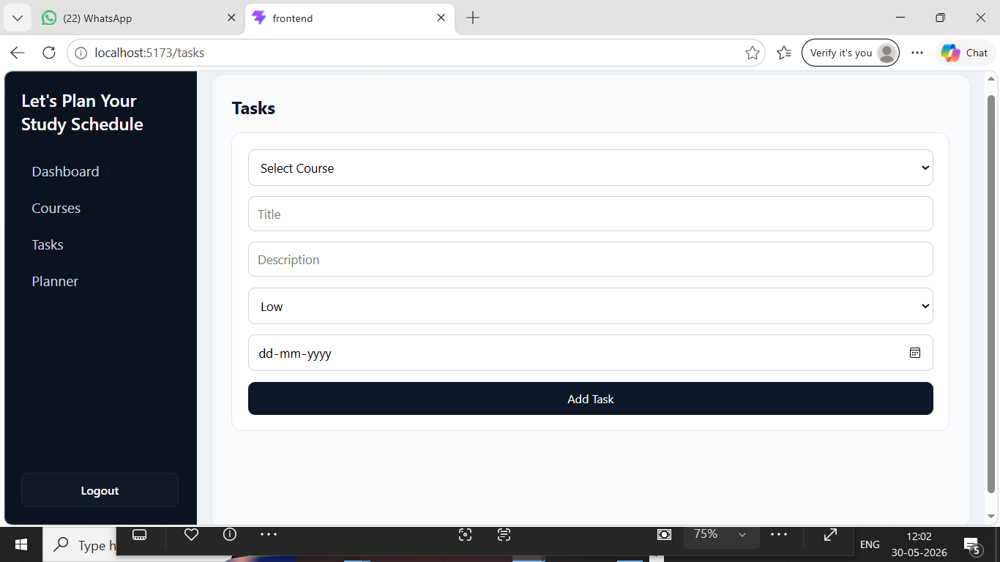 (22) WhatsApp
frontend
localhost:5173/tasks
Verify it's you
Chat
Let's Plan Your
Study Schedule
Dashboard
Courses
Tasks
Planner
Logout
Tasks
Select Course
Title
Description
Low
dd-mm-yyyy
Add Task
Type h
75%
ENG
12:02
30-05-2026
5